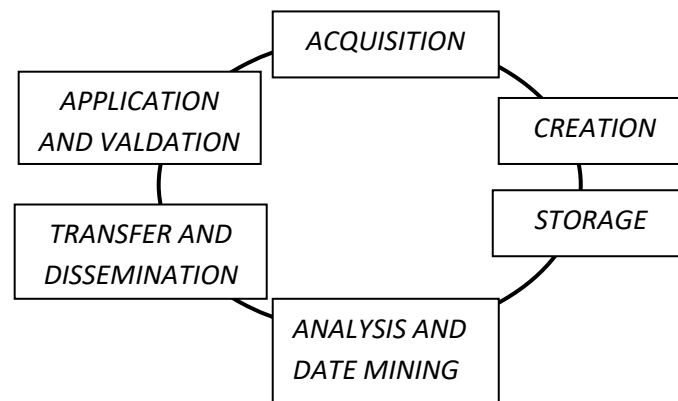 ACQUISITION
CREATION
STORAGE
ANALYSIS AND
DATE MINING
TRANSFER AND
DISSEMINATION
APPLICATION
AND VALDATION